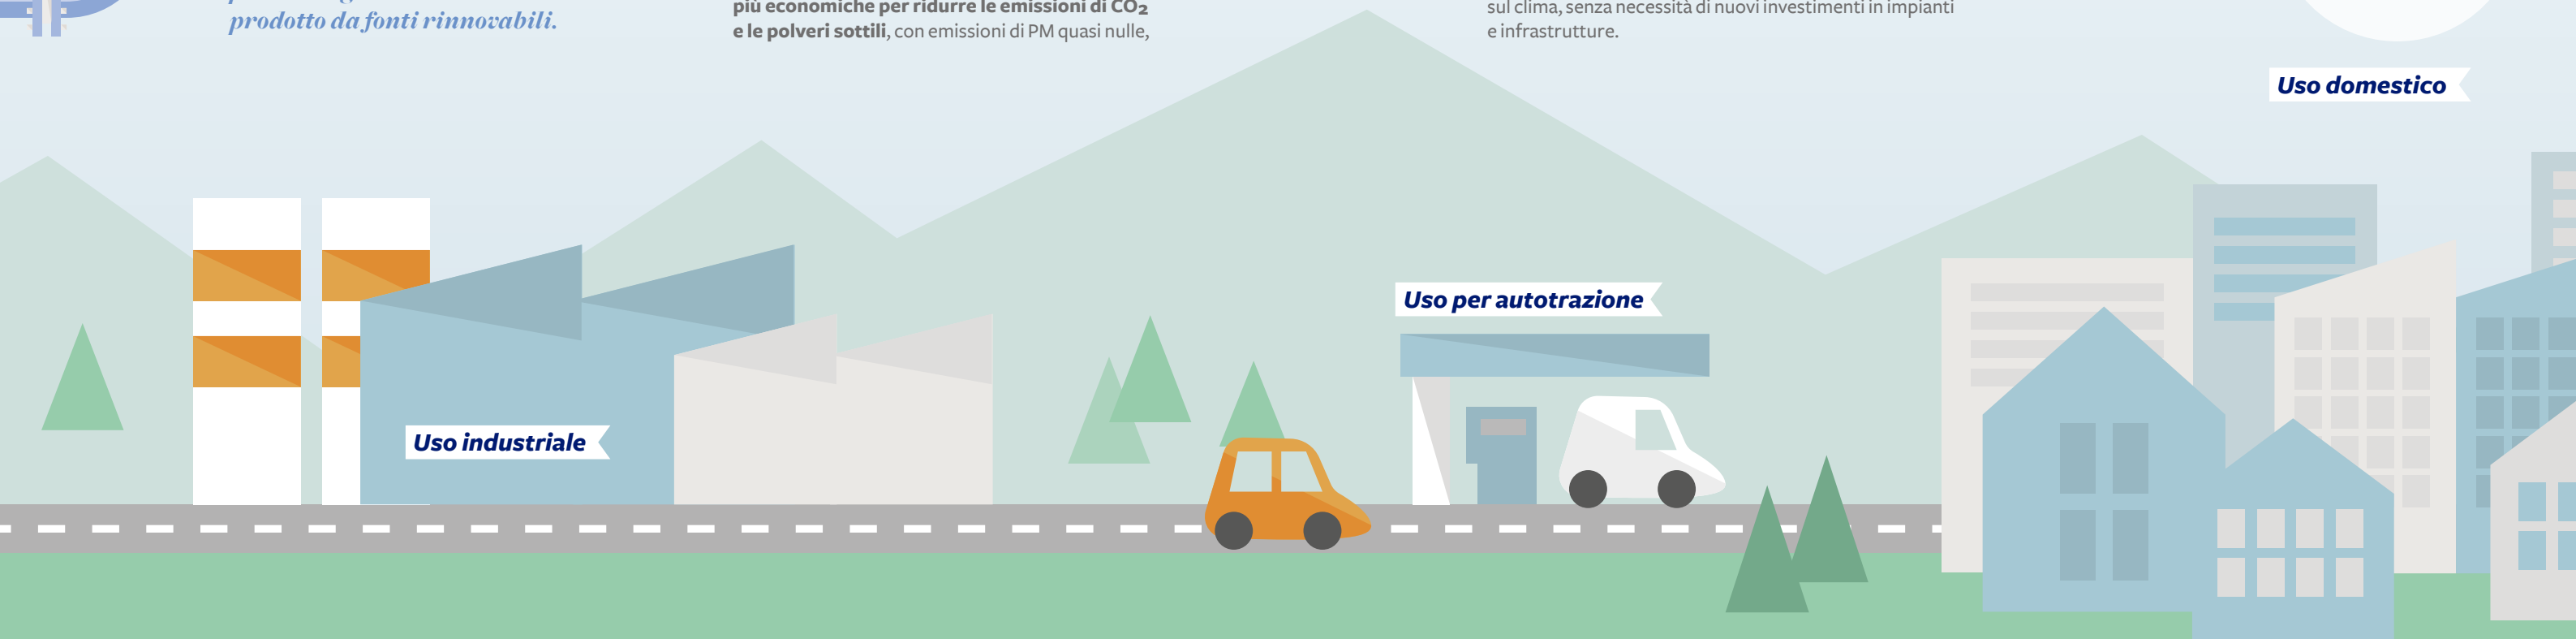 prodotto da fonti rinnovabili.
più economiche per ridurre le emissioni di CO₂
e le polveri sottili, con emissioni di PM quasi nulle,
sul clima, senza necessità di nuovi investimenti in impianti
e infrastrutture.
Uso domestico
Uso per autotrazione
Uso industriale